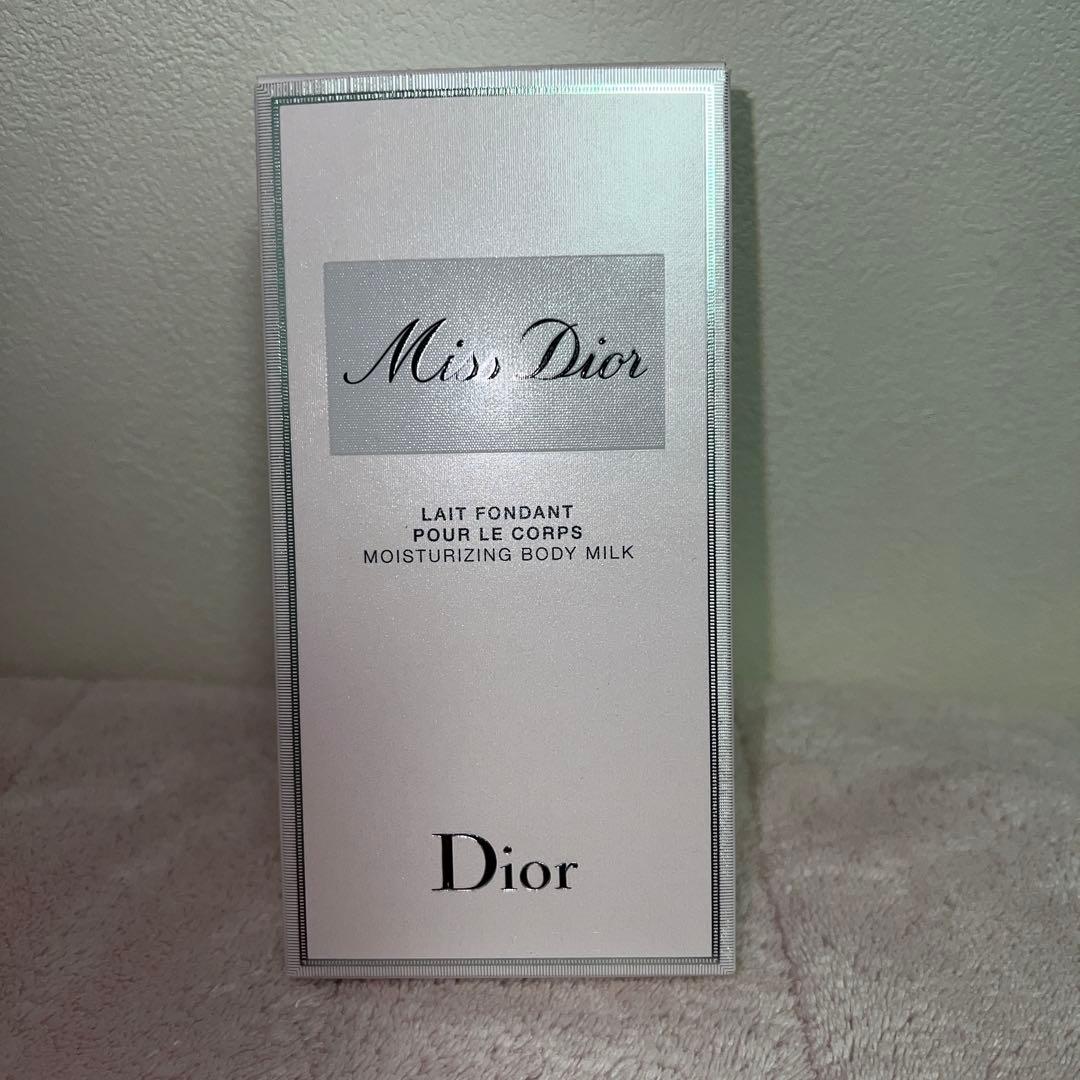 Miss Dior
LAIT FONDANT
POUR LE CORPS
MOISTURIZING BODY MILK
Dior